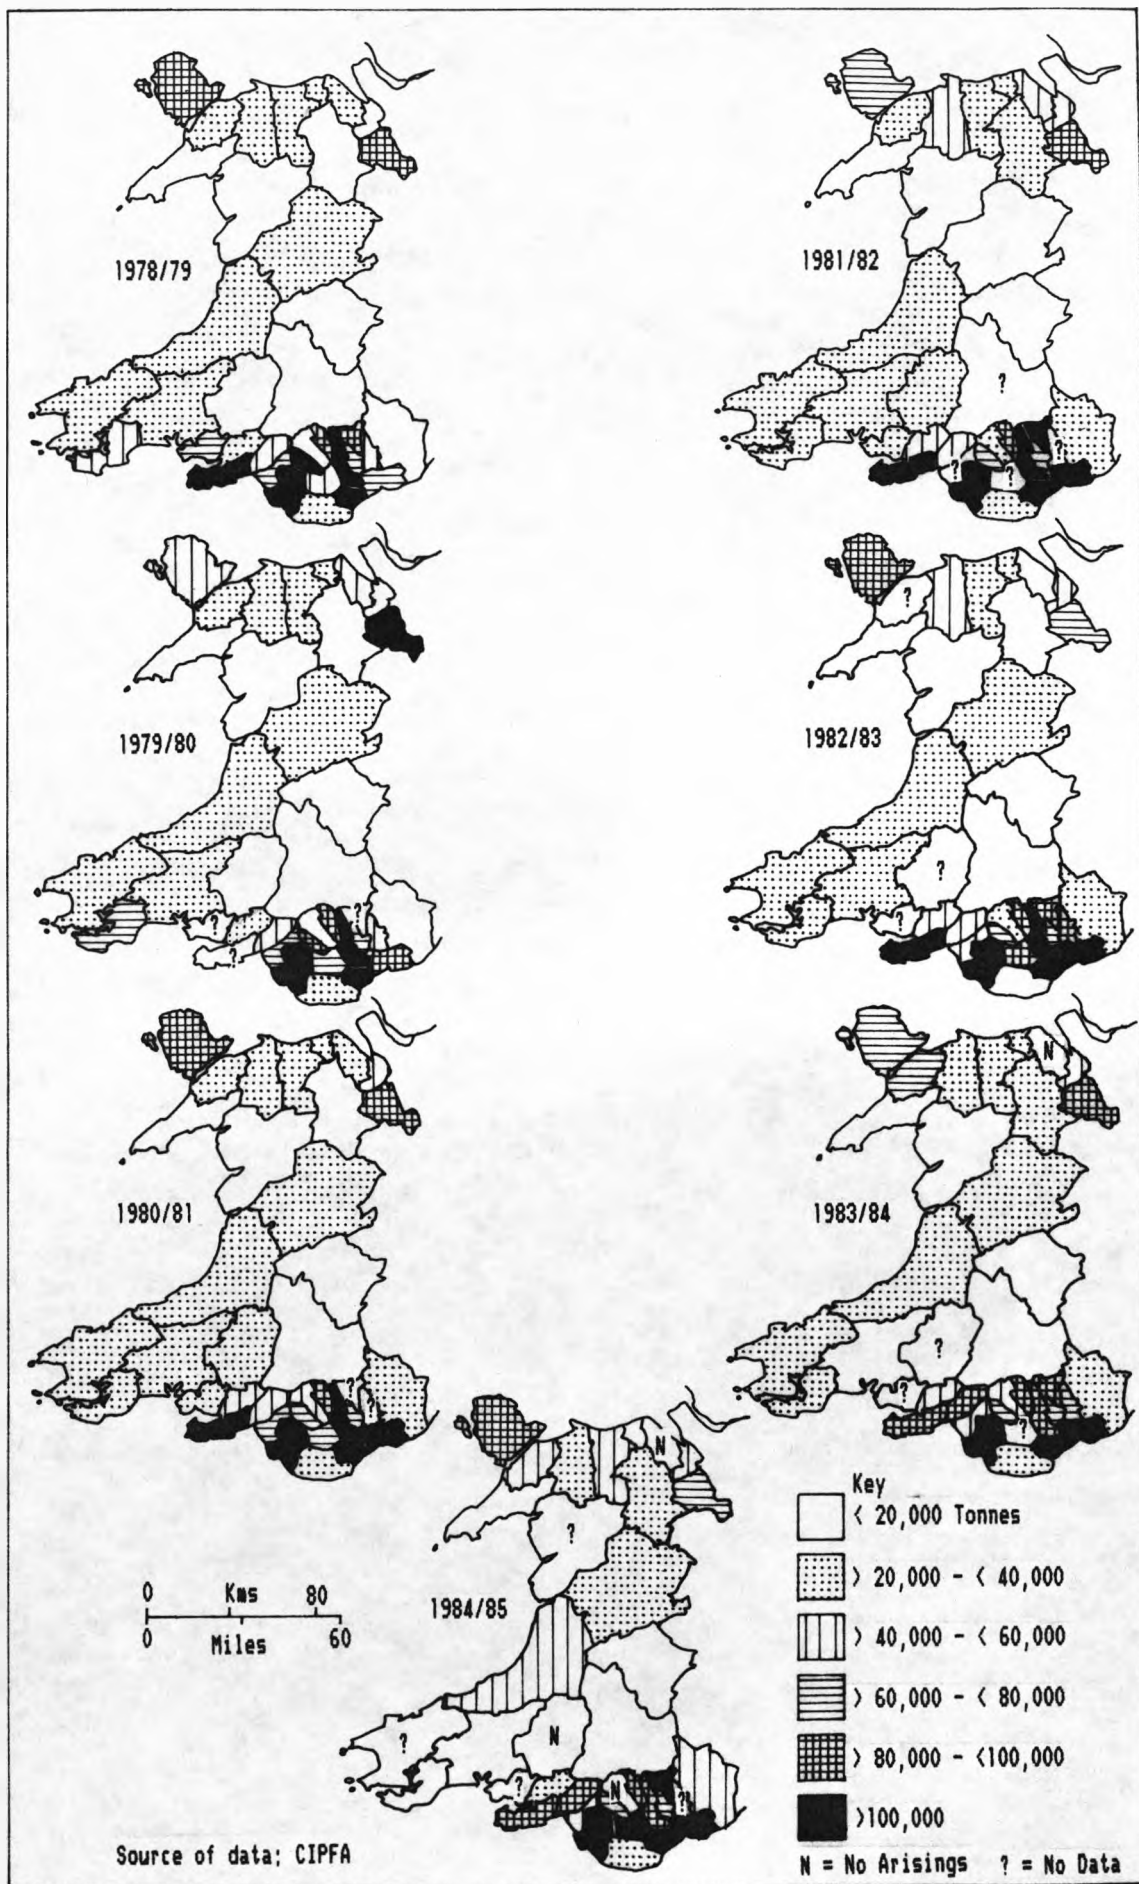 1978/79
1981/82
?
?
?
?
1979/80
1982/83
?
?
?
?
?
?
1980/81
1983/84
N
?
?
?
?
?
?
1984/85
N
?
?
N
?
N
?
Key
< 20,000 Tonnes
> 20,000 - < 40,000
> 40,000 - < 60,000
> 60,000 - < 80,000
> 80,000 - <100,000
>100,000
N = No Arisings ? = No Data
0 Kms 80
0 Miles 60
Source of data; CIPFA